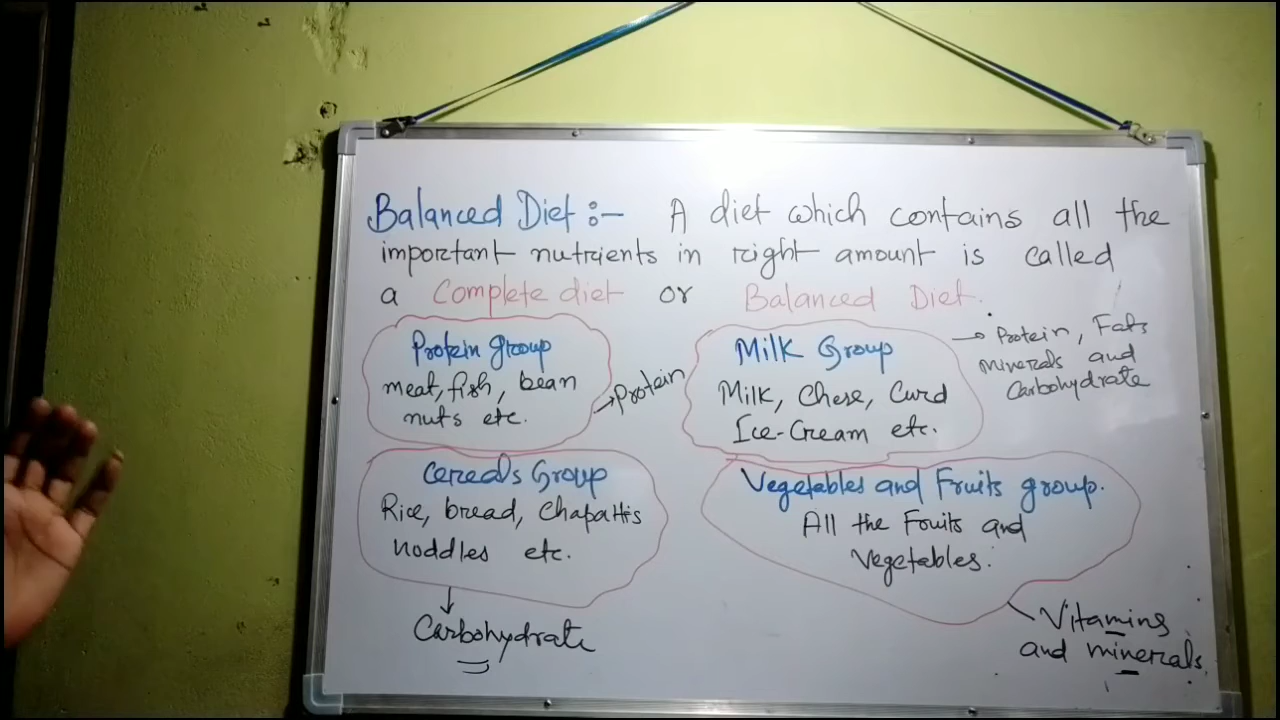 Balanced Diet :- A diet which contains all the
important nutrients in right amount is called
a Complete diet or Balanced Diet.
Protein group
meat, fish, bean
nuts etc.
→Protein
Milk Group
Milk, Chese, Curd
Ice-Cream etc.
→ Protein, Fats
Minerals and
Carbohydrate
Cereals Group
Rice, bread, Chapattis
Noddles etc.
Carbohydrate
Vegetables and Fruits group.
All the Fruits and
Vegetables.
Vitamins
and minerals.